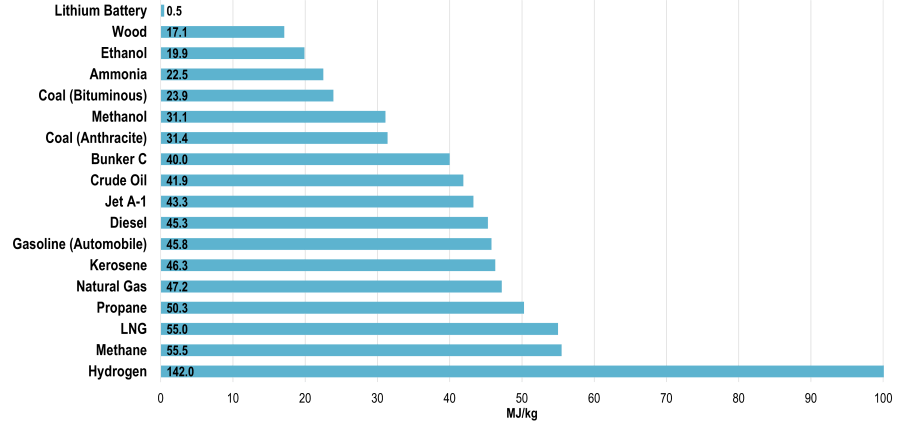 Lithium Battery 0.5
Wood 17.1
Ethanol 19.9
Ammonia 22.5
Coal (Bituminous) 23.9
Methanol 31.1
Coal (Anthracite) 31.4
Bunker C 40.0
Crude Oil 41.9
Jet A-1 43.3
Diesel 45.3
Gasoline (Automobile) 45.8
Kerosene 46.3
Natural Gas 47.2
Propane 50.3
LNG 55.0
Methane 55.5
Hydrogen 142.0
0 10 20 30 40 50 60 70 80 90 100
MJ/kg